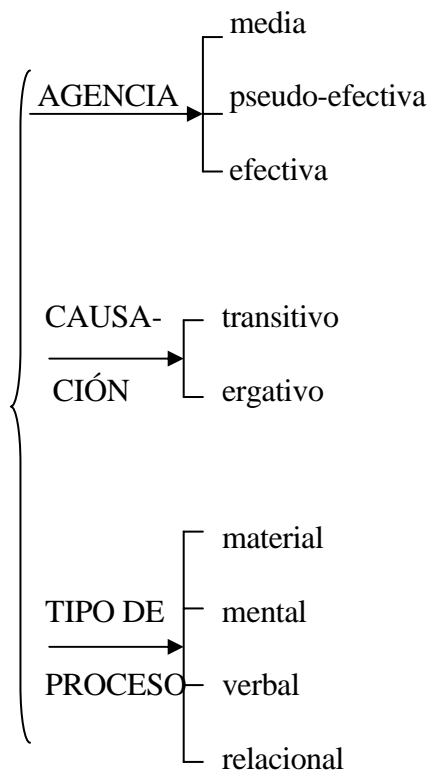 media
AGENCIA pseudo-efectiva
efectiva
CAUSA- transitivo
CIÓN ergativo
material
TIPO DE mental
PROCESO verbal
relacional